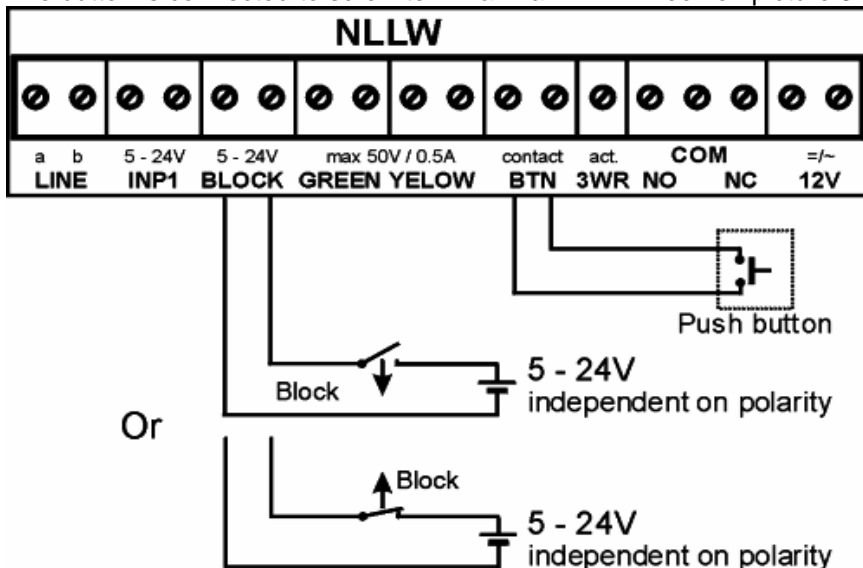 NLLW
a b 5 - 24V 5 - 24V max 50V / 0.5A contact act. COM =/~
LINE INP1 BLOCK GREEN YELOW BTN 3WR NO NC 12V
Push button
Block
5 - 24V
independent on polarity
Or
Block
5 - 24V
independent on polarity